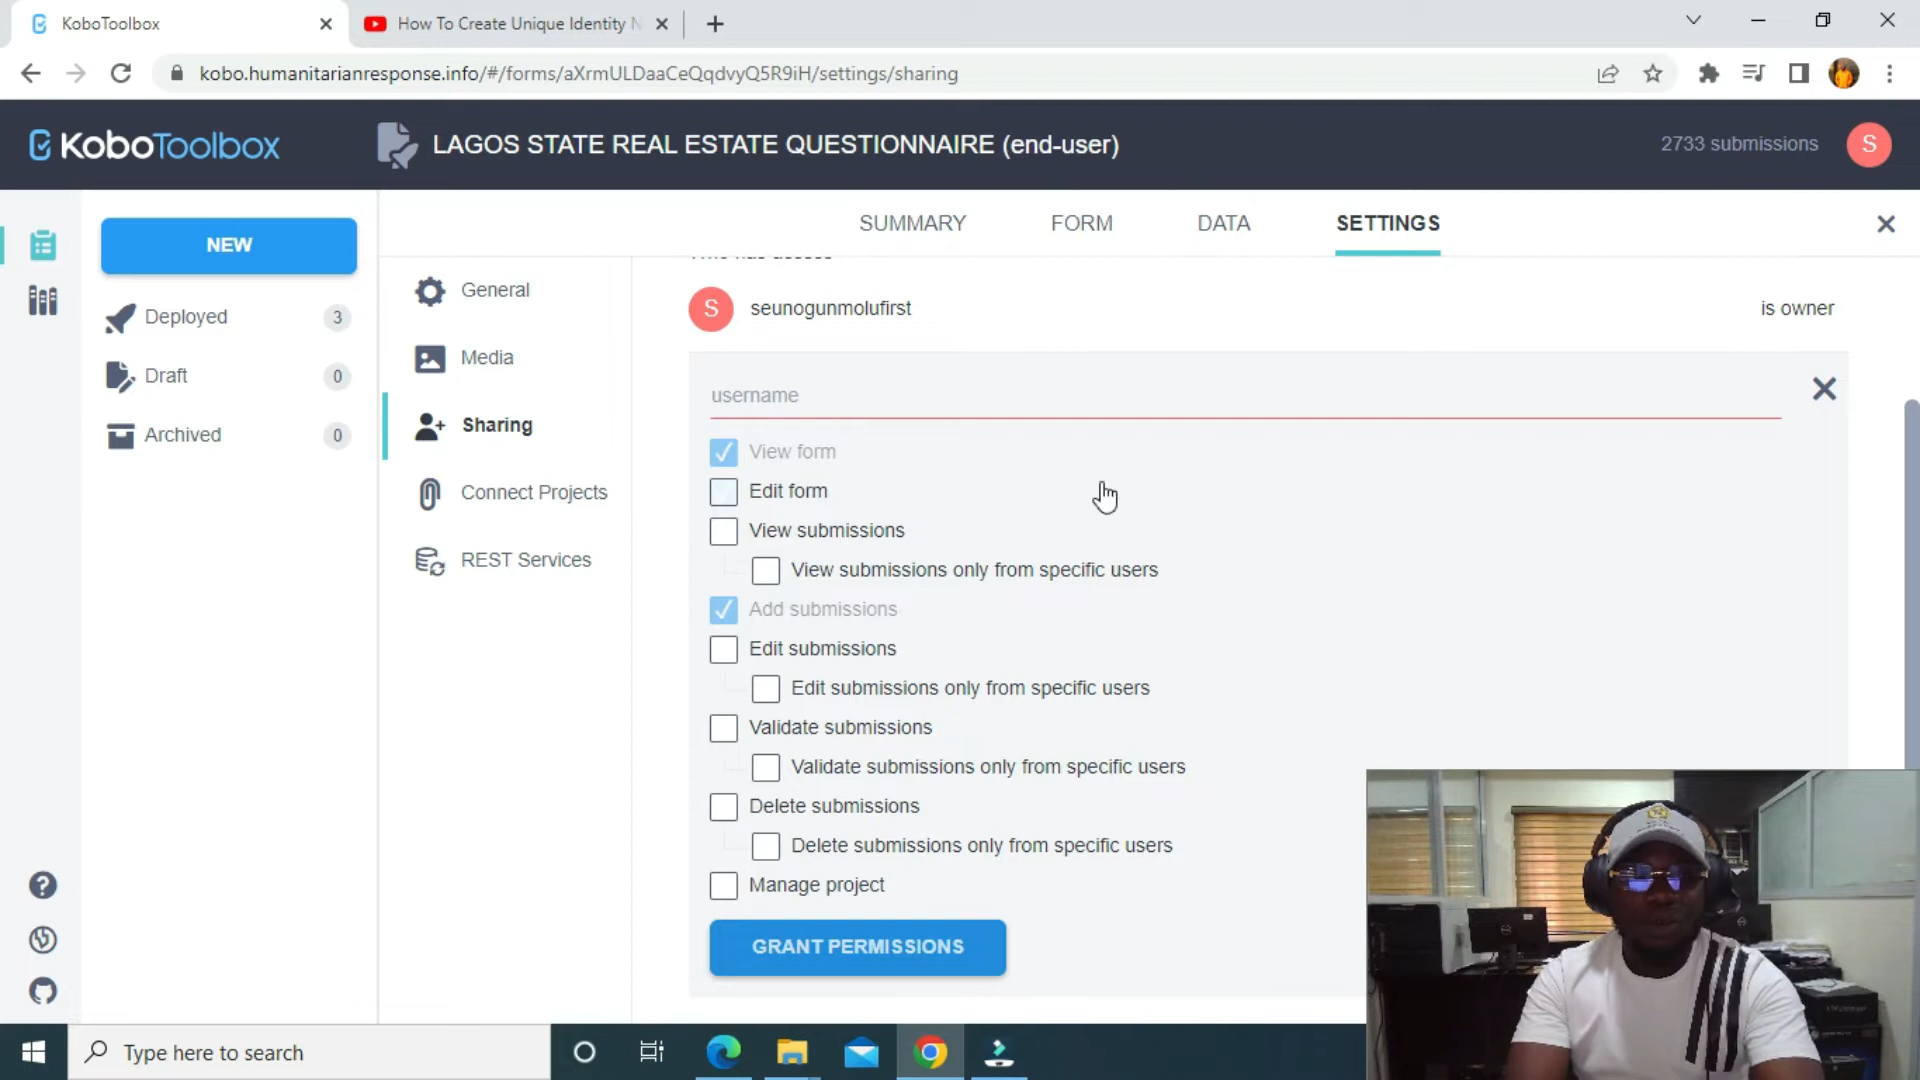 KoboToolbox
How To Create Unique Identity N
kobo.humanitarianresponse.info/#/forms/aXrmULDaaCeQqdvyQ5R9iH/settings/sharing
KoboToolbox
LAGOS STATE REAL ESTATE QUESTIONNAIRE (end-user)
2733 submissions
S
NEW
Deployed 3
Draft 0
Archived 0
SUMMARY FORM DATA SETTINGS
General
Media
Sharing
Connect Projects
REST Services
Who has access
S seunogunmolufirst is owner
username
View form
Edit form
View submissions
View submissions only from specific users
Add submissions
Edit submissions
Edit submissions only from specific users
Validate submissions
Validate submissions only from specific users
Delete submissions
Delete submissions only from specific users
Manage project
GRANT PERMISSIONS
Type here to search